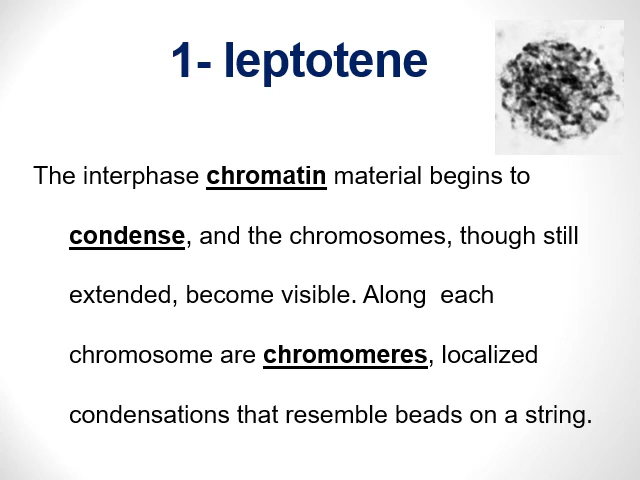 1- leptotene
The interphase chromatin material begins to
condense, and the chromosomes, though still
extended, become visible. Along  each
chromosome are chromomeres, localized
condensations that resemble beads on a string.